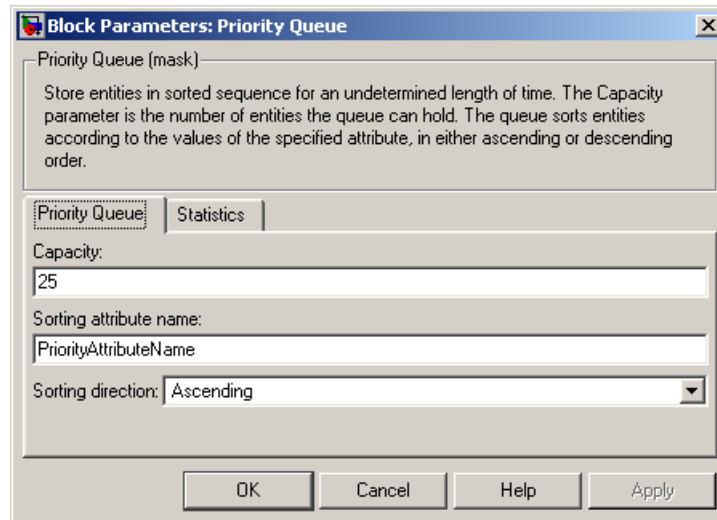 Block Parameters: Priority Queue
Priority Queue (mask)
Store entities in sorted sequence for an undetermined length of time. The Capacity
parameter is the number of entities the queue can hold. The queue sorts entities
according to the values of the specified attribute, in either ascending or descending
order.
Priority Queue Statistics
Capacity:
25
Sorting attribute name:
PriorityAttributeName
Sorting direction: Ascending
OK Cancel Help Apply